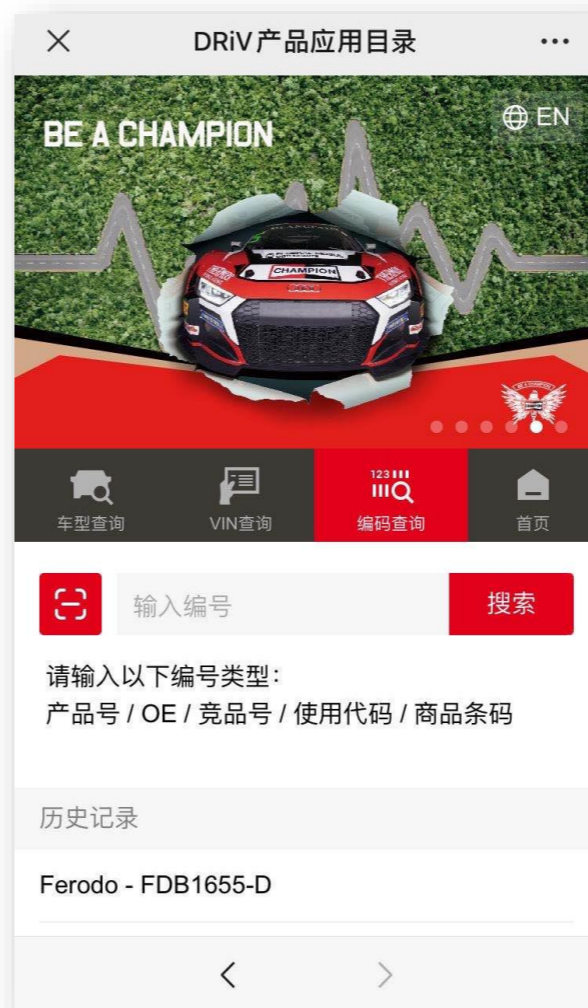 DRiV产品应用目录
EN
BE A CHAMPION
CHAMPION
车型查询
VIN查询
123
编码查询
首页
输入编号
搜索
请输入以下编号类型：
产品号 / OE / 竞品号 / 使用代码 / 商品条码
历史记录
Ferodo - FDB1655-D